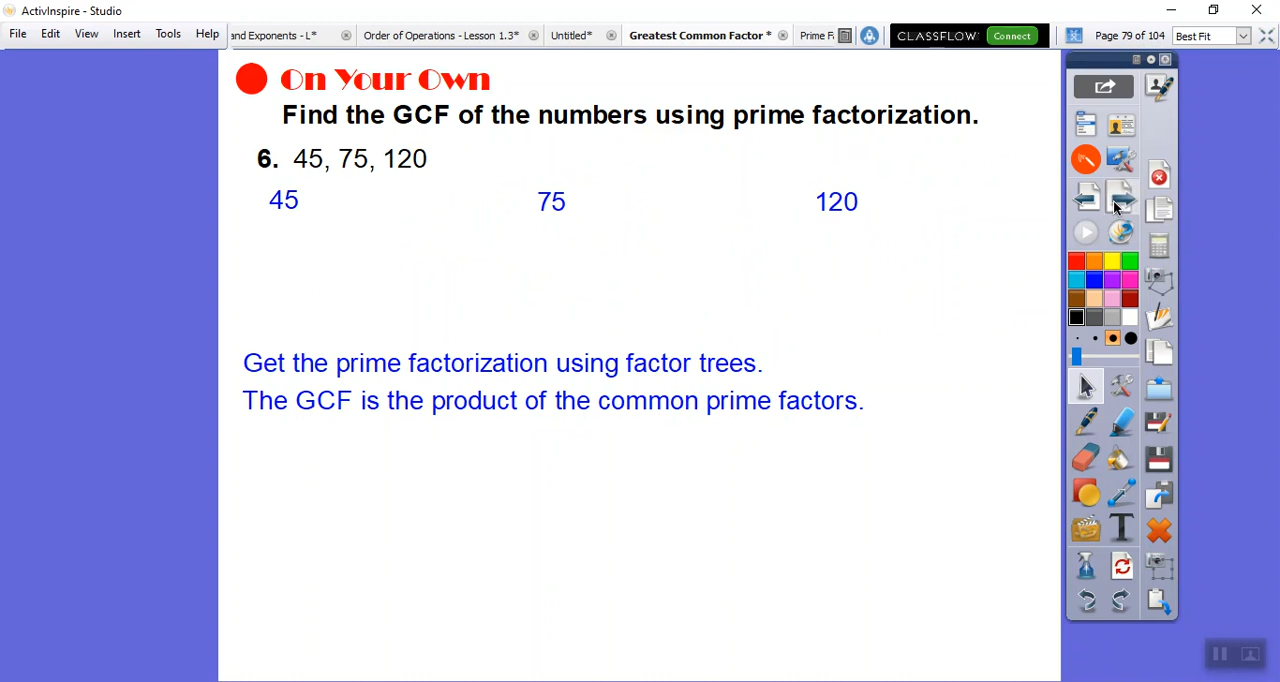 ActivInspire - Studio
File Edit View Insert Tools Help
and Exponents - L* Order of Operations - Lesson 1.3* Untitled* Greatest Common Factor * Prime F. CLASSFLOW Connect Page 79 of 104 Best Fit
On Your Own
Find the GCF of the numbers using prime factorization.
6. 45, 75, 120
45 75 120
Get the prime factorization using factor trees.
The GCF is the product of the common prime factors.
T